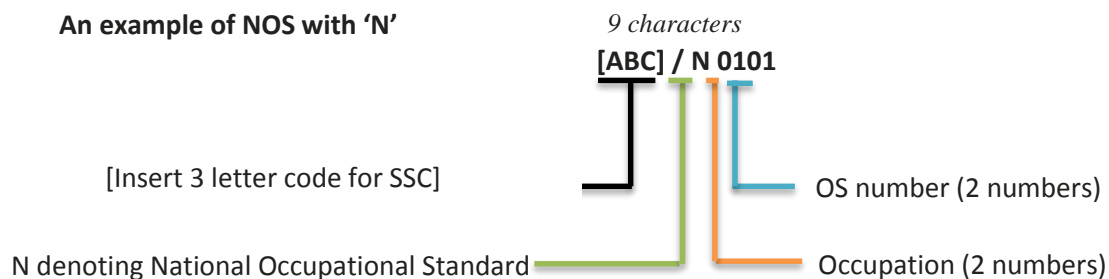 An example of NOS with ‘N’
9 characters
[ABC] / N 0101
[Insert 3 letter code for SSC]
OS number (2 numbers)
N denoting National Occupational Standard
Occupation (2 numbers)